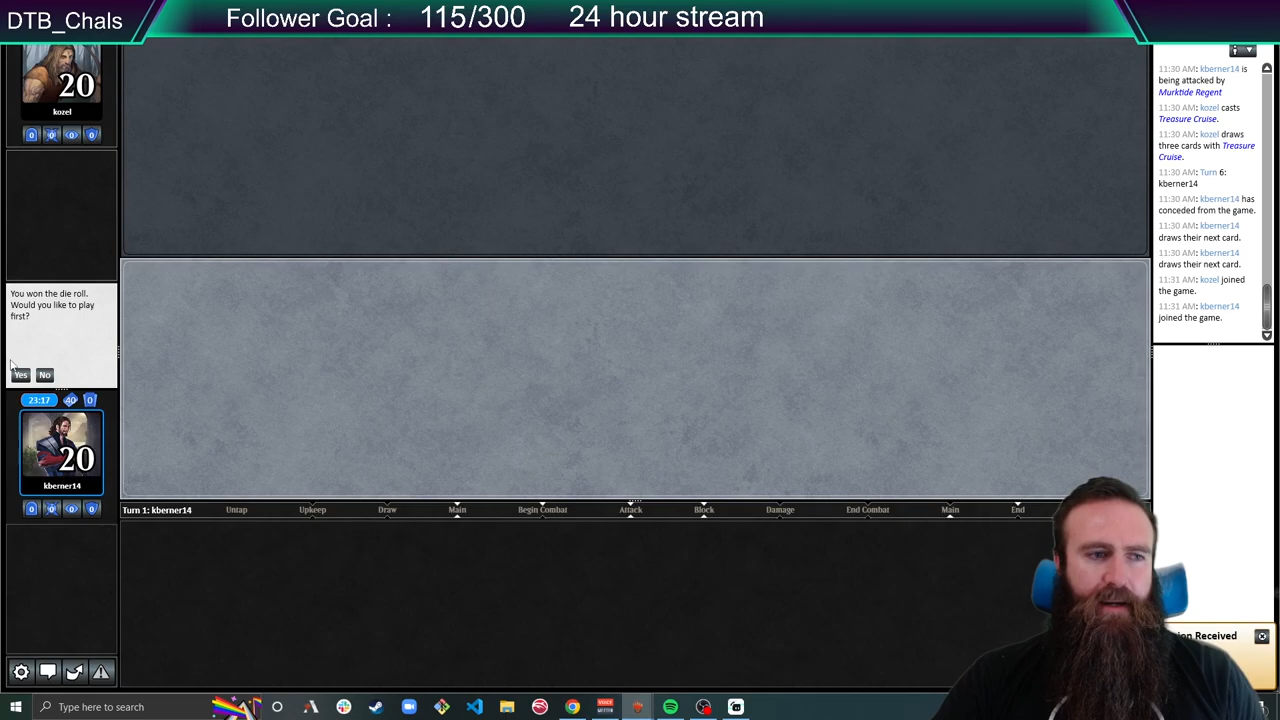 DTB_Chals
Follower Goal : 115/300 24 hour stream
20
kozel
0 0 0 0
You won the die roll.
Would you like to play
first?
Yes No
23:17 40 0
20
kberner14
0 0 0 0
Turn 1: kberner14 Untap Upkeep Draw Main Begin Combat Attack Block Damage End Combat Main End
11:30 AM: kberner14 is
being attacked by
Murktide Regent
11:30 AM: kozel casts
Treasure Cruise.
11:30 AM: kozel draws
three cards with Treasure
Cruise.
11:30 AM: Turn 6:
kberner14
11:30 AM: kberner14 has
conceded from the game.
11:30 AM: kberner14
draws their next card.
11:30 AM: kberner14
draws their next card.
11:31 AM: kozel joined
the game.
11:31 AM: kberner14
joined the game.
Received
Type here to search